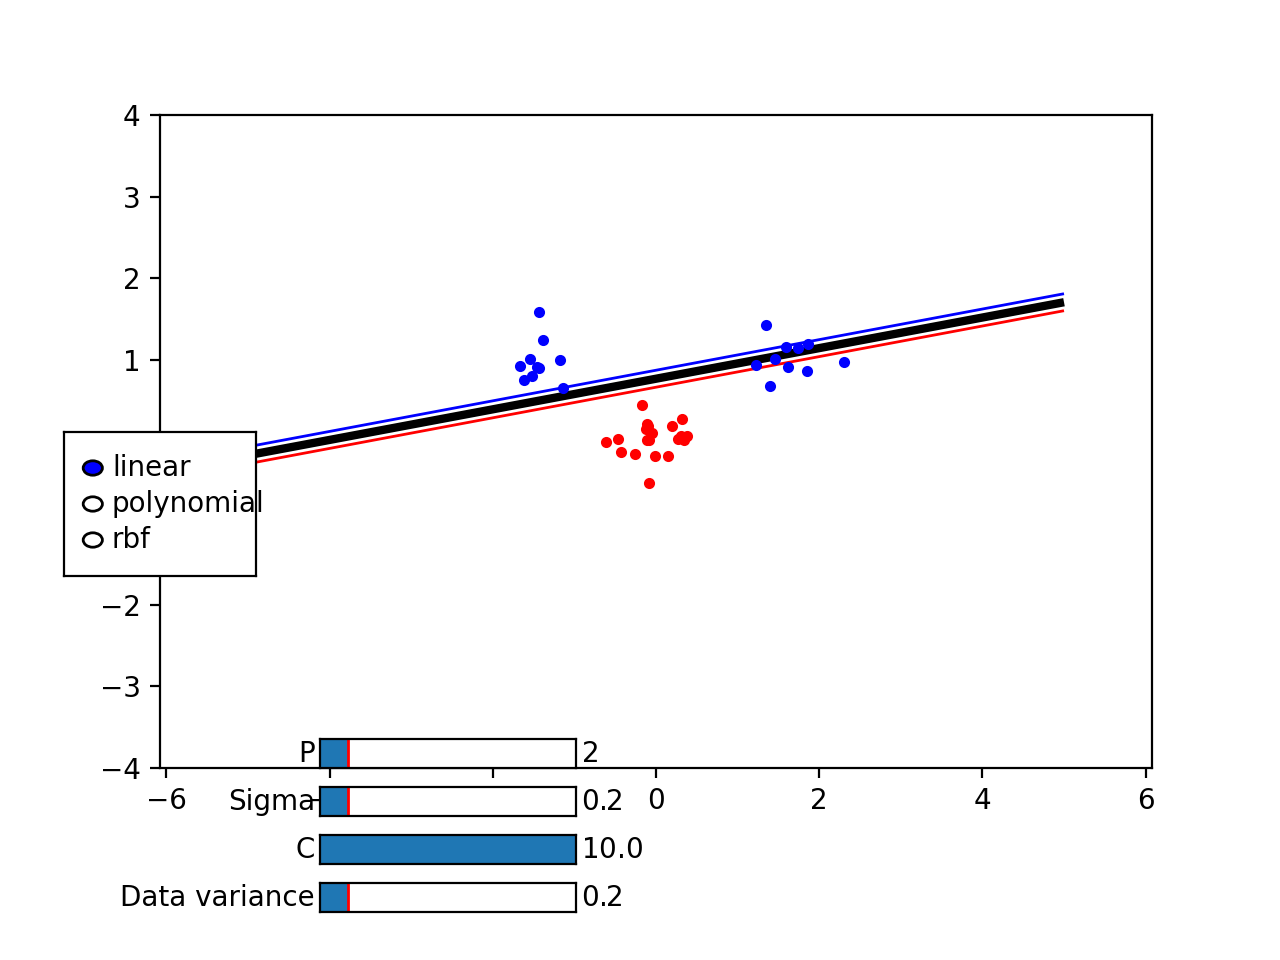 4
3
2
1
linear
polynomial
rbf
−2
−3
−4
P 2
−6 Sigma 0.2 0 2 4 6
C 10.0
Data variance 0.2